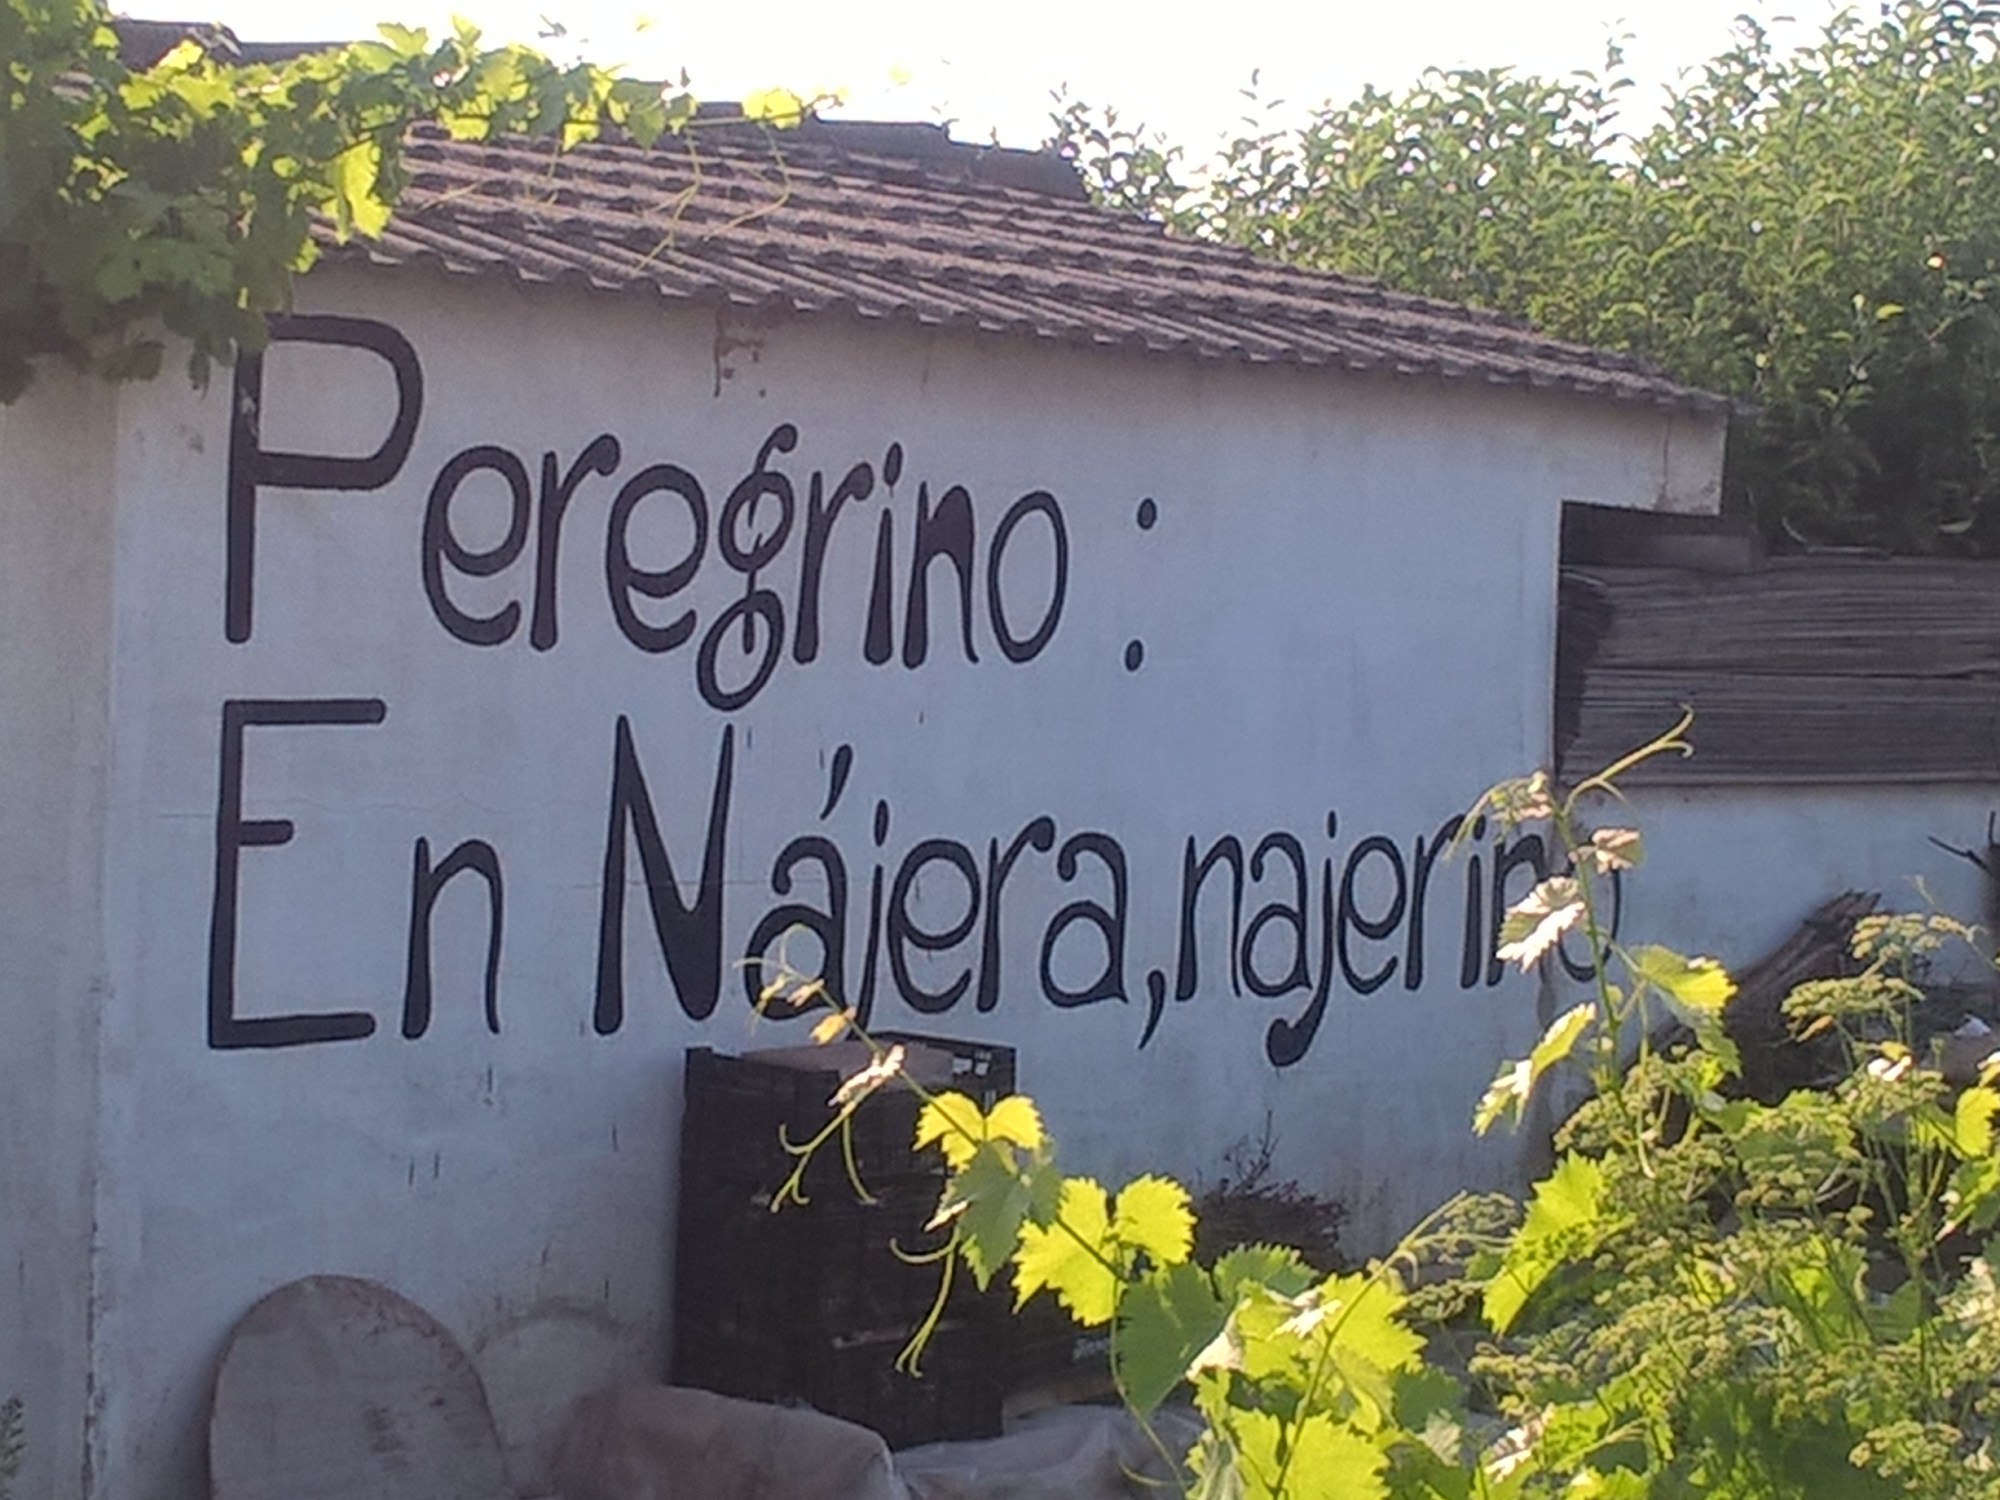 Peregrino :
En Nájera, najerino